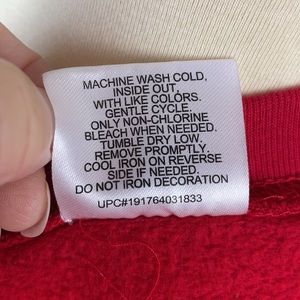 MACHINE WASH COLD,
INSIDE OUT,
WITH LIKE COLORS.
GENTLE CYCLE.
ONLY NON-CHLORINE
BLEACH WHEN NEEDED.
TUMBLE DRY LOW.
REMOVE PROMPTLY.
COOL IRON ON REVERSE
SIDE IF NEEDED.
DO NOT IRON DECORATION
UPC#191764031833